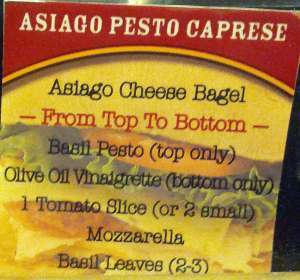 ASIAGO PESTO CAPRESE
Asiago Cheese Bagel
— From Top To Bottom —
Basil Pesto (top only)
Olive Oil Vinaigrette (bottom only)
1 Tomato Slice (or 2 small)
Mozzarella
Basil Leaves (2-3)